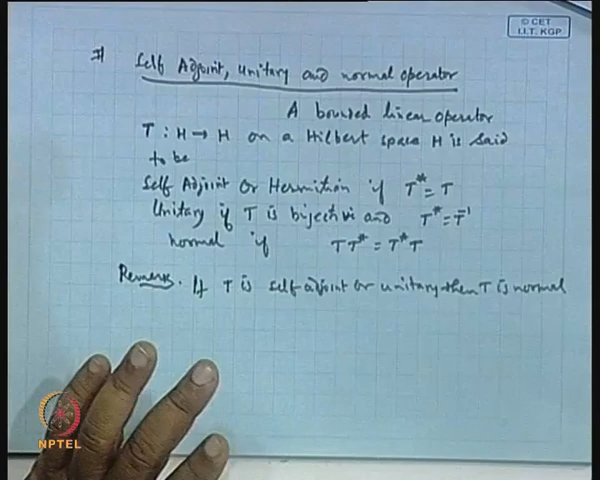 © CET
I.I.T. KGP
# Self Adjoint, Unitary and normal operator
A bounded linear operator
T : H → H on a Hilbert space H is said
to be
Self Adjoint or Hermition if T* = T
Unitary if T is bijective and T* = T⁻¹
normal if TT* = T*T
Remark. If T is self adjoint or unitary then T is normal
NPTEL